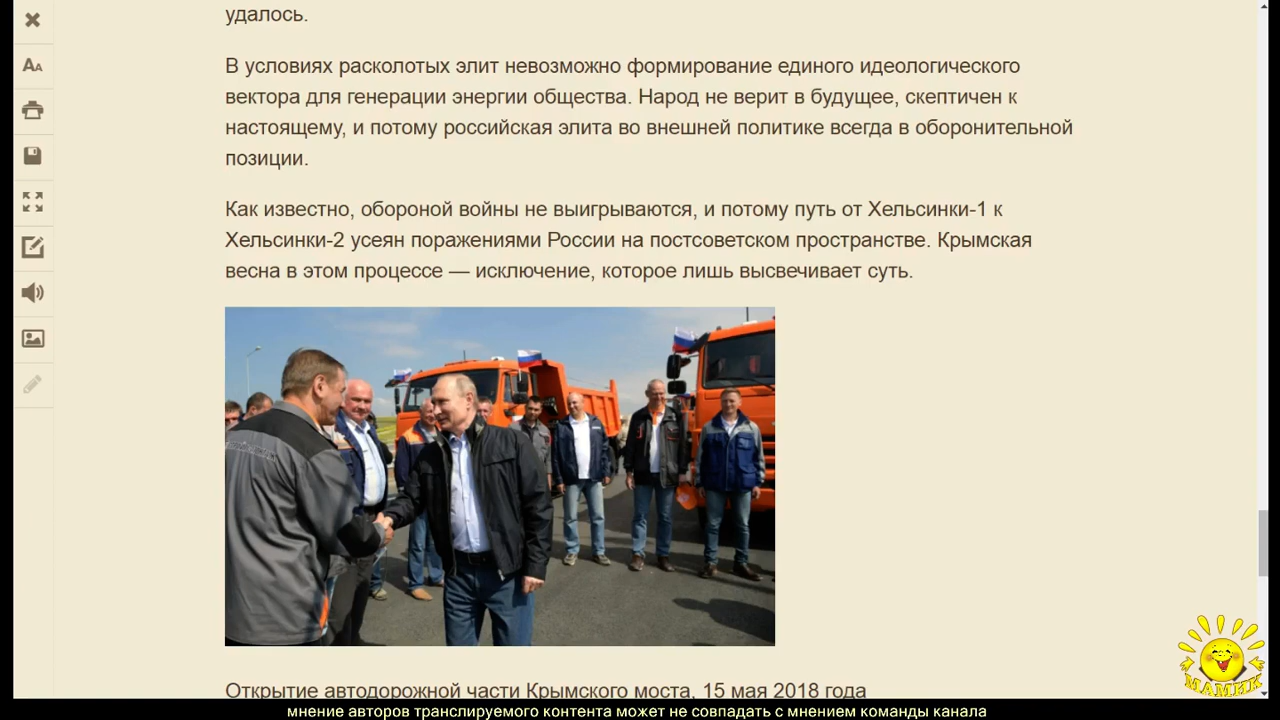 удалось.
В условиях расколотых элит невозможно формирование единого идеологического
вектора для генерации энергии общества. Народ не верит в будущее, скептичен к
настоящему, и потому российская элита во внешней политике всегда в оборонительной
позиции.
Как известно, обороной войны не выигрываются, и потому путь от Хельсинки-1 к
Хельсинки-2 усеян поражениями России на постсоветском пространстве. Крымская
весна в этом процессе — исключение, которое лишь высвечивает суть.
Открытие автодорожной части Крымского моста, 15 мая 2018 года
МАМИК
мнение авторов транслируемого контента может не совпадать с мнением команды канала